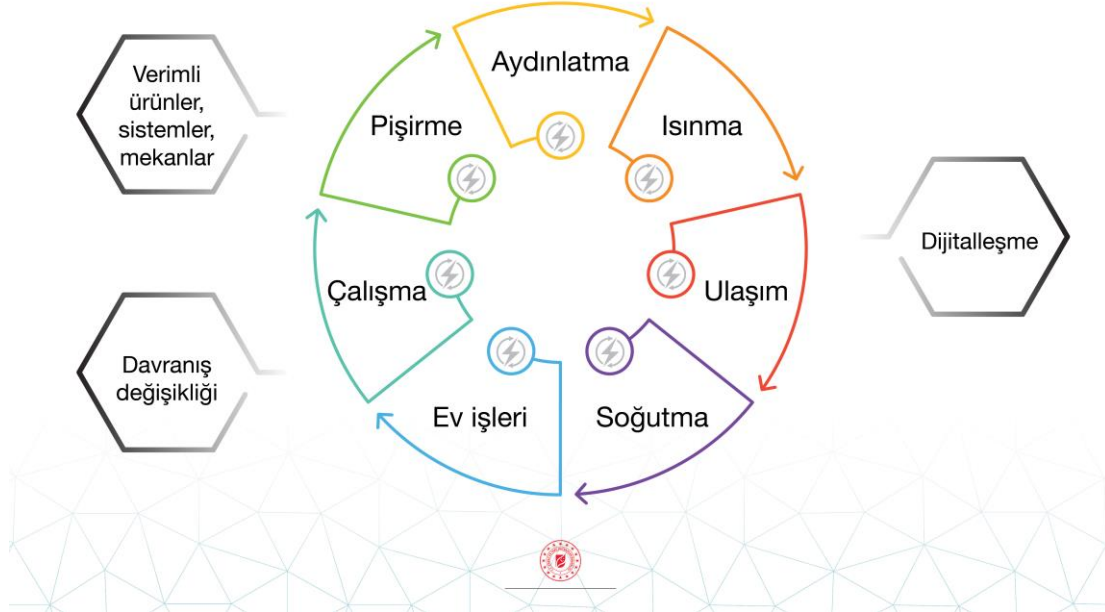 Verimli
ürünler,
sistemler,
mekanlar
Davranış
değişikliği
Aydınlatma
Isınma
Ulaşım
Soğutma
Ev işleri
Çalışma
Pişirme
Dijitalleşme